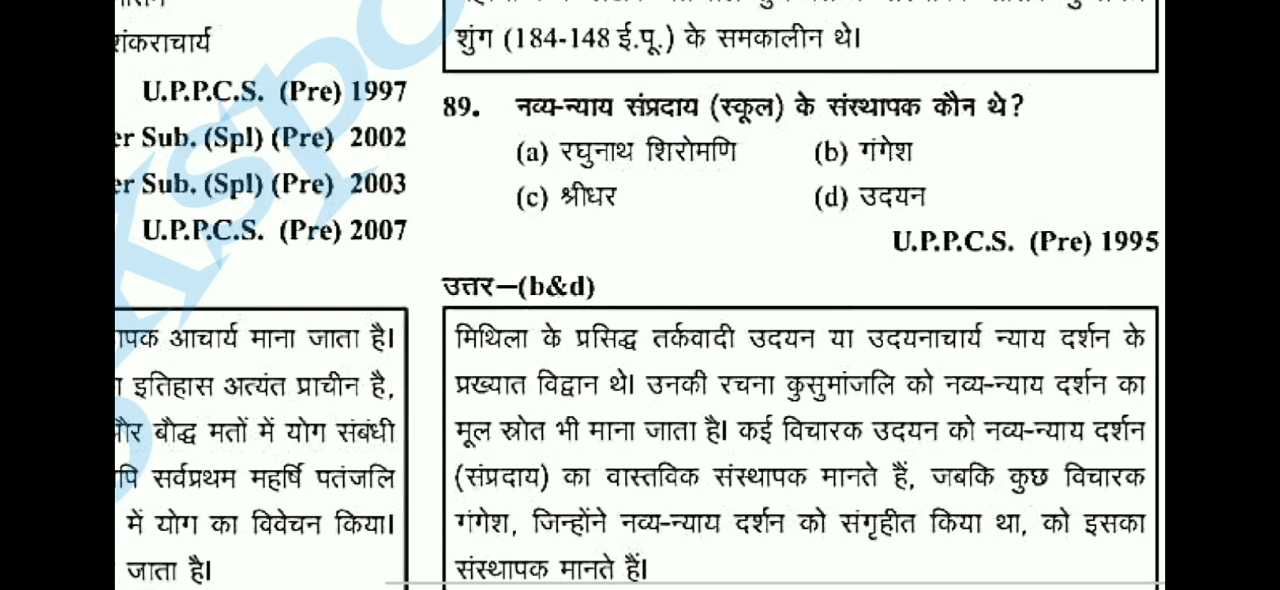 शंकराचार्य
U.P.P.C.S. (Pre) 1997
er Sub. (Spl) (Pre) 2002
er Sub. (Spl) (Pre) 2003
U.P.P.C.S. (Pre) 2007
ापक आचार्य माना जाता है।
इतिहास अत्यंत प्राचीन है,
और बौद्ध मतों में योग संबंधी
पि सर्वप्रथम महर्षि पतंजलि
में योग का विवेचन किया।
जाता है।
शुंग (184-148 ई.पू.) के समकालीन थे।
89. नव्य-न्याय संप्रदाय (स्कूल) के संस्थापक कौन थे?
(a) रघुनाथ शिरोमणि (b) गंगेश
(c) श्रीधर (d) उदयन
U.P.P.C.S. (Pre) 1995
उत्तर—(b&d)
मिथिला के प्रसिद्ध तर्कवादी उदयन या उदयनाचार्य न्याय दर्शन के
प्रख्यात विद्वान थे। उनकी रचना कुसुमांजलि को नव्य-न्याय दर्शन का
मूल स्रोत भी माना जाता है। कई विचारक उदयन को नव्य-न्याय दर्शन
(संप्रदाय) का वास्तविक संस्थापक मानते हैं, जबकि कुछ विचारक
गंगेश, जिन्होंने नव्य-न्याय दर्शन को संगृहीत किया था, को इसका
संस्थापक मानते हैं।